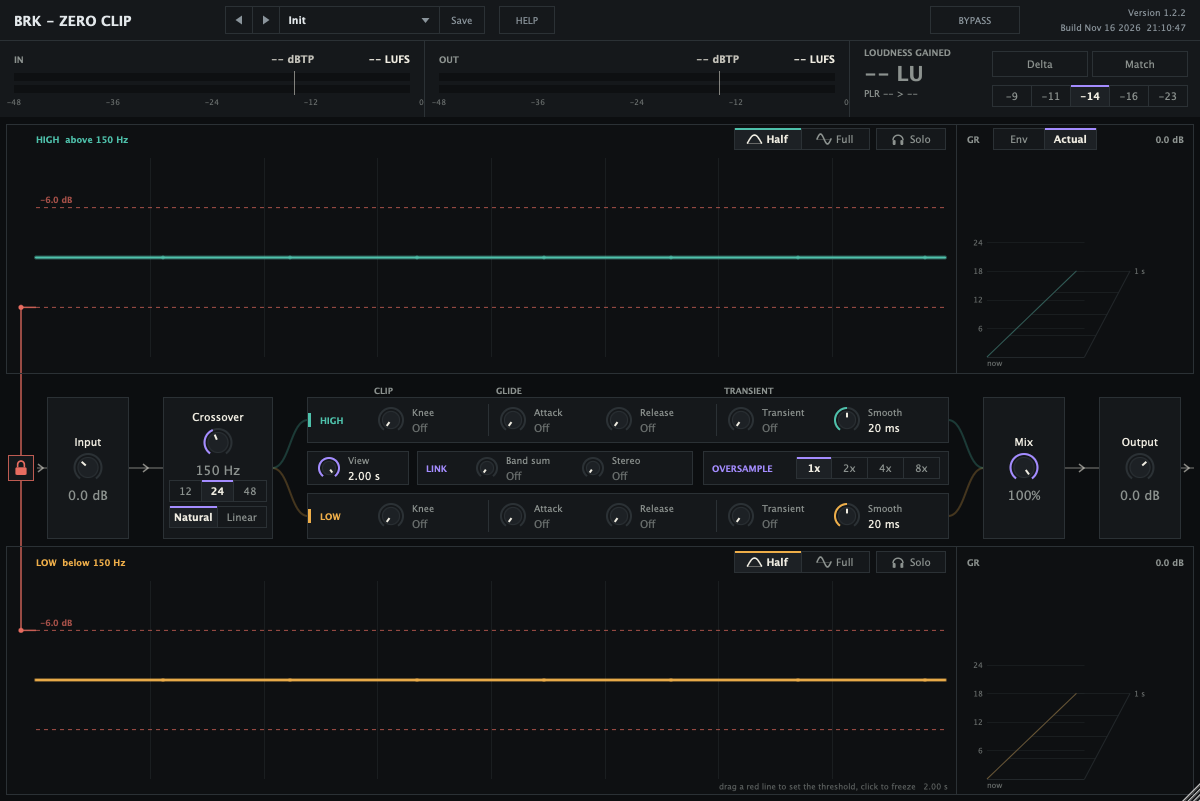 BRK – ZERO CLIP
Init
Save
HELP
BYPASS
Version 1.2.2
Build Nov 16 2026 21:10:47
IN
-- dBTP
-- LUFS
-48 -36 -24 -12 0
OUT
-- dBTP
-- LUFS
-48 -36 -24 -12 0
LOUDNESS GAINED
-- LU
PLR -- > --
Delta
Match
-9 -11 -14 -16 -23
HIGH above 150 Hz
Half
Full
Solo
GR
Env
Actual
0.0 dB
-6.0 dB
24
18
12
6
1 s
now
CLIP
GLIDE
TRANSIENT
Input
0.0 dB
Crossover
150 Hz
12 24 48
Natural Linear
HIGH
Knee
Off
Attack
Off
Release
Off
Transient
Off
Smooth
20 ms
View
2.00 s
LINK
Band sum
Off
Stereo
Off
OVERSAMPLE
1x 2x 4x 8x
LOW
Knee
Off
Attack
Off
Release
Off
Transient
Off
Smooth
20 ms
Mix
100%
Output
0.0 dB
LOW below 150 Hz
Half
Full
Solo
GR
0.0 dB
-6.0 dB
24
18
12
6
1 s
now
drag a red line to set the threshold, click to freeze 2.00 s